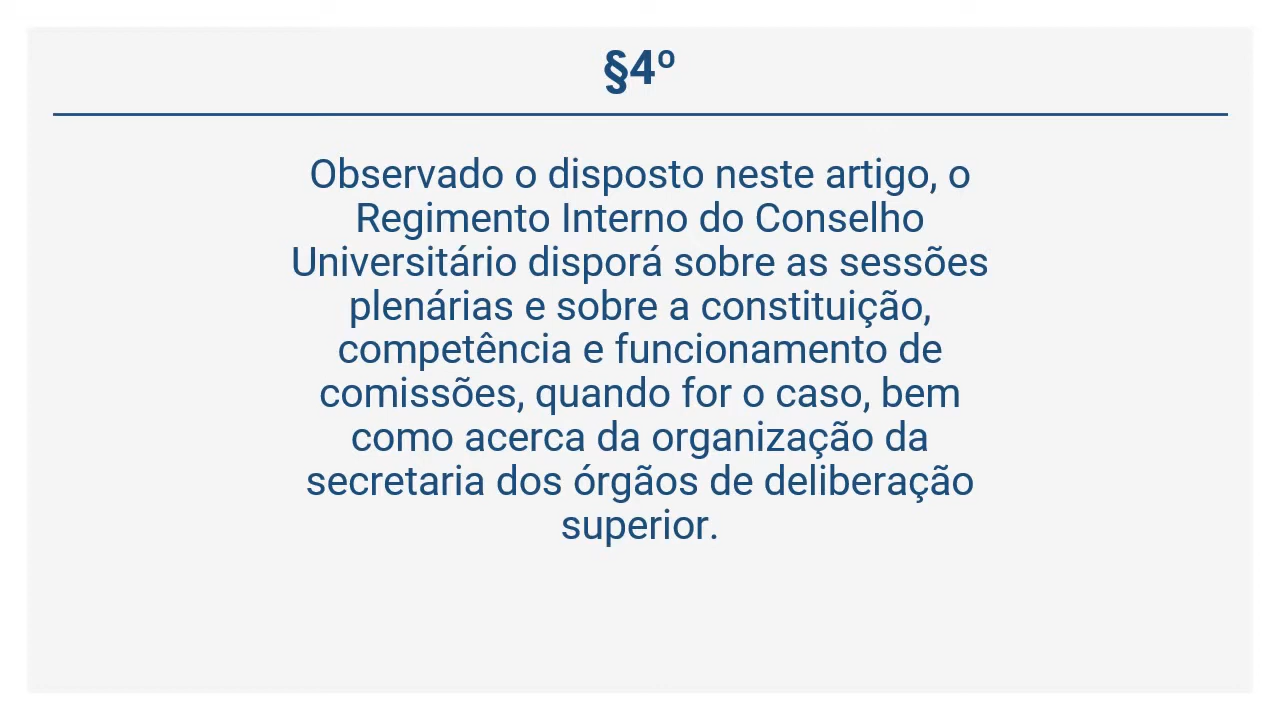 §4º
Observado o disposto neste artigo, o
Regimento Interno do Conselho
Universitário disporá sobre as sessões
plenárias e sobre a constituição,
competência e funcionamento de
comissões, quando for o caso, bem
como acerca da organização da
secretaria dos órgãos de deliberação
superior.